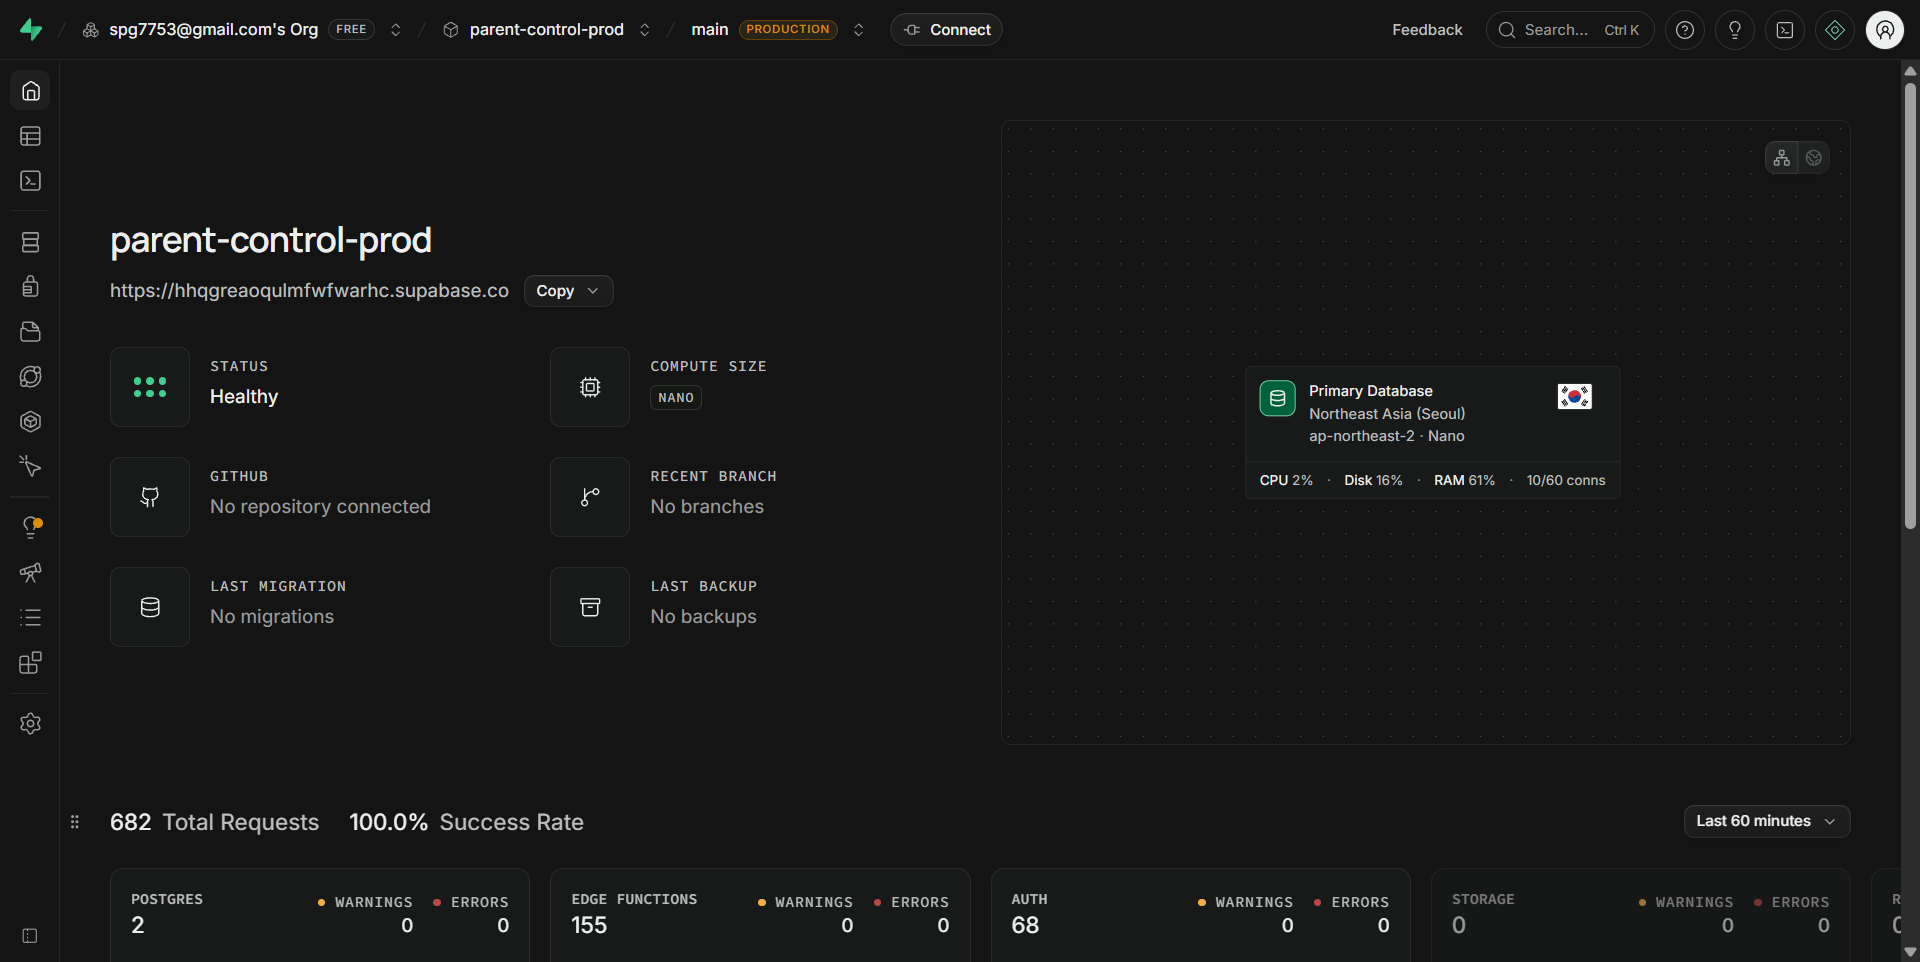 spg7753@gmail.com's Org FREE parent-control-prod main PRODUCTION Connect Feedback Search... Ctrl K
parent-control-prod
https://hhqgreaoqulmfwfwarhc.supabase.co Copy
STATUS
Healthy
COMPUTE SIZE
NANO
GITHUB
No repository connected
RECENT BRANCH
No branches
LAST MIGRATION
No migrations
LAST BACKUP
No backups
Primary Database
Northeast Asia (Seoul)
ap-northeast-2 · Nano
CPU 2% · Disk 16% · RAM 61% · 10/60 conns
682 Total Requests 100.0% Success Rate Last 60 minutes
POSTGRES WARNINGS ERRORS
2 0 0
EDGE FUNCTIONS WARNINGS ERRORS
155 0 0
AUTH WARNINGS ERRORS
68 0 0
STORAGE WARNINGS ERRORS
0 0 0